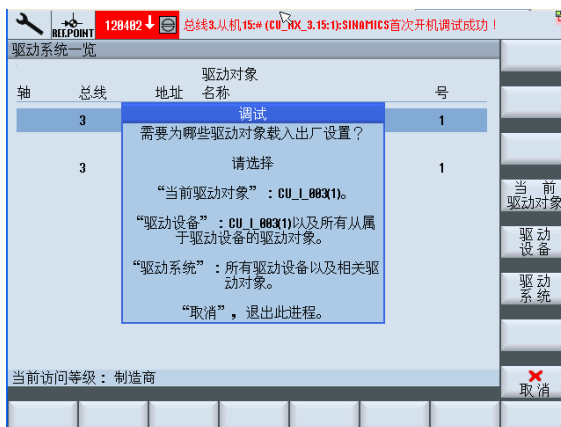 REF.POINT 120402 总线3.从机15:# (CU_NX_3.15:1):SINAMICS首次开机调试成功！
驱动系统一览
驱动对象
轴 总线 地址 名称 号
3 1
3 1
调试
需要为哪些驱动对象载入出厂设置？
请选择
“当前驱动对象” ：CU_I_003(1)。
“驱动设备” ：CU_I_003(1)以及所有从属
于驱动设备的驱动对象。
“驱动系统” ：所有驱动设备以及相关驱
动对象。
“取消”，退出此进程。
当前访问等级：制造商
当 前
驱动对象
驱动
设备
驱动
系统
取消